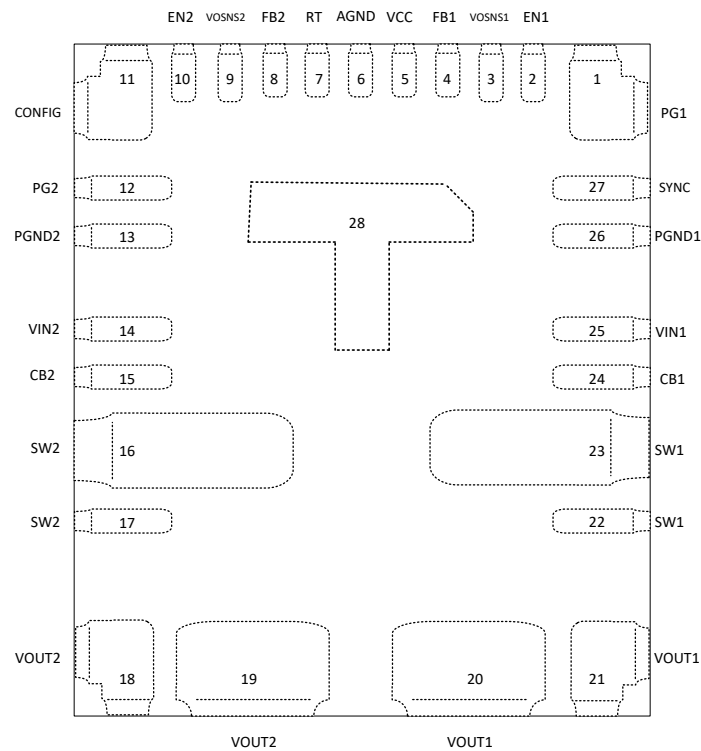 EN2 VOSNS2 FB2 RT AGND VCC FB1 VOSNS1 EN1
11 10 9 8 7 6 5 4 3 2 1
CONFIG PG1
PG2 12 27 SYNC
PGND2 13 26 PGND1
28
VIN2 14 25 VIN1
CB2 15 24 CB1
SW2 16 23 SW1
SW2 17 22 SW1
VOUT2 VOUT1
18 19 20 21
VOUT2 VOUT1